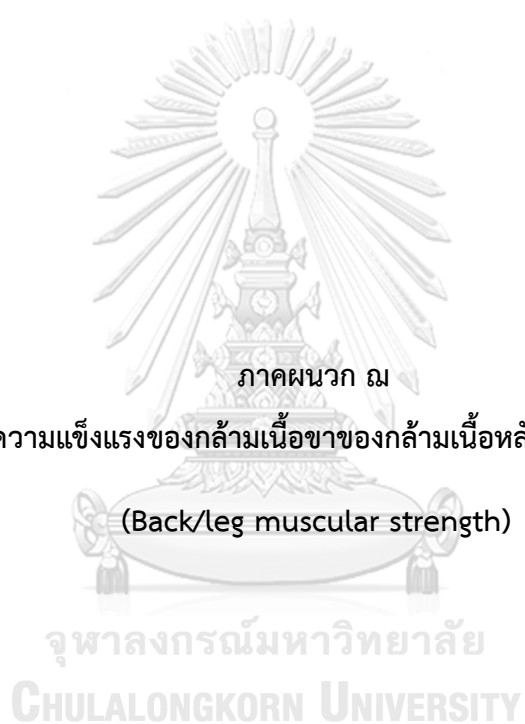 ภาคผนวก ฌ
ความแข็งแรงของกล้ามเนื้อขาของกล้ามเนื้อ
(Back/leg muscular strength)
จุฬาลงกรณ์มหาวิทยาลัย
CHULALONGKORN UNIVERSITY